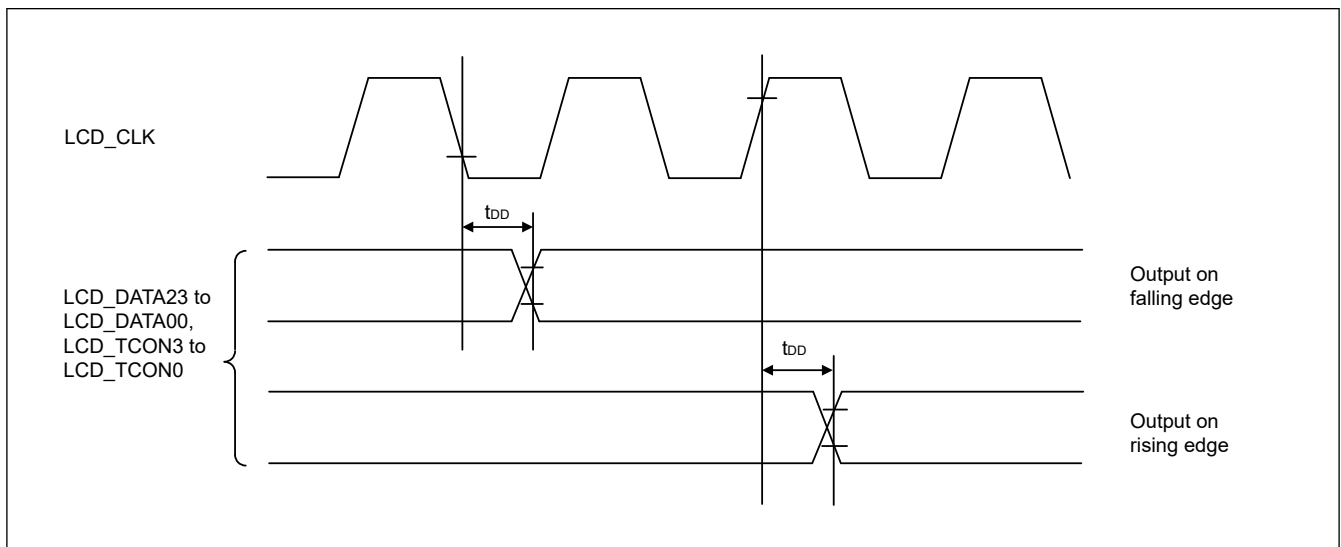 LCD_CLK
tDD
LCD_DATA23 to
LCD_DATA00,
LCD_TCON3 to
LCD_TCON0
Output on
falling edge
tDD
Output on
rising edge